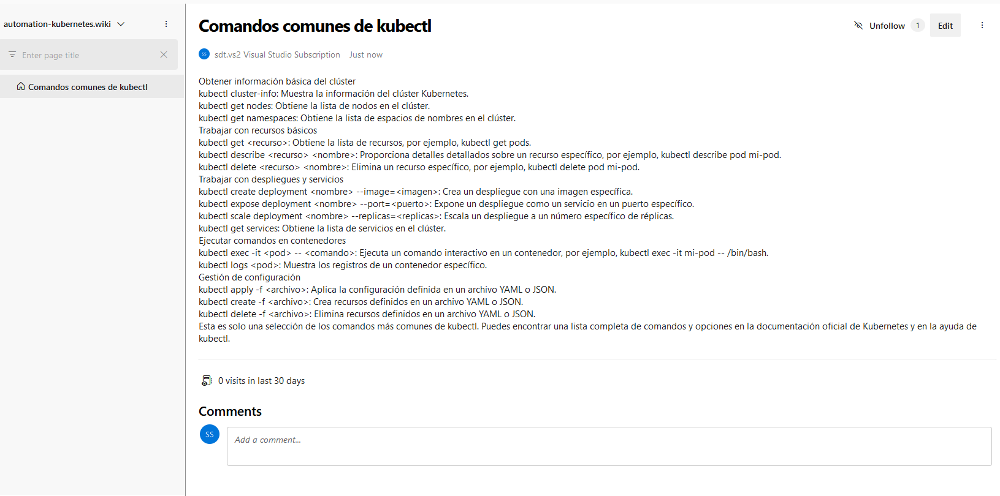 automation-kubernetes.wiki
Enter page title
Comandos comunes de kubectl
Comandos comunes de kubectl
Unfollow 1 Edit
SS sdt.vs2 Visual Studio Subscription Just now
Obtener información básica del clúster
kubectl cluster-info: Muestra la información del clúster Kubernetes.
kubectl get nodes: Obtiene la lista de nodos en el clúster.
kubectl get namespaces: Obtiene la lista de espacios de nombres en el clúster.
Trabajar con recursos básicos
kubectl get <recurso>: Obtiene la lista de recursos, por ejemplo, kubectl get pods.
kubectl describe <recurso> <nombre>: Proporciona detalles detallados sobre un recurso específico, por ejemplo, kubectl describe pod mi-pod.
kubectl delete <recurso> <nombre>: Elimina un recurso específico, por ejemplo, kubectl delete pod mi-pod.
Trabajar con despliegues y servicios
kubectl create deployment <nombre> --image=<imagen>: Crea un despliegue con una imagen específica.
kubectl expose deployment <nombre> --port=<puerto>: Expone un despliegue como un servicio en un puerto específico.
kubectl scale deployment <nombre> --replicas=<replicas>: Escala un despliegue a un número específico de réplicas.
kubectl get services: Obtiene la lista de servicios en el clúster.
Ejecutar comandos en contenedores
kubectl exec -it <pod> -- <comando>: Ejecuta un comando interactivo en un contenedor, por ejemplo, kubectl exec -it mi-pod -- /bin/bash.
kubectl logs <pod>: Muestra los registros de un contenedor específico.
Gestión de configuración
kubectl apply -f <archivo>: Aplica la configuración definida en un archivo YAML o JSON.
kubectl create -f <archivo>: Crea recursos definidos en un archivo YAML o JSON.
kubectl delete -f <archivo>: Elimina recursos definidos en un archivo YAML o JSON.
Esta es solo una selección de los comandos más comunes de kubectl. Puedes encontrar una lista completa de comandos y opciones en la documentación oficial de Kubernetes y en la ayuda de
kubectl.
0 visits in last 30 days
Comments
SS Add a comment...